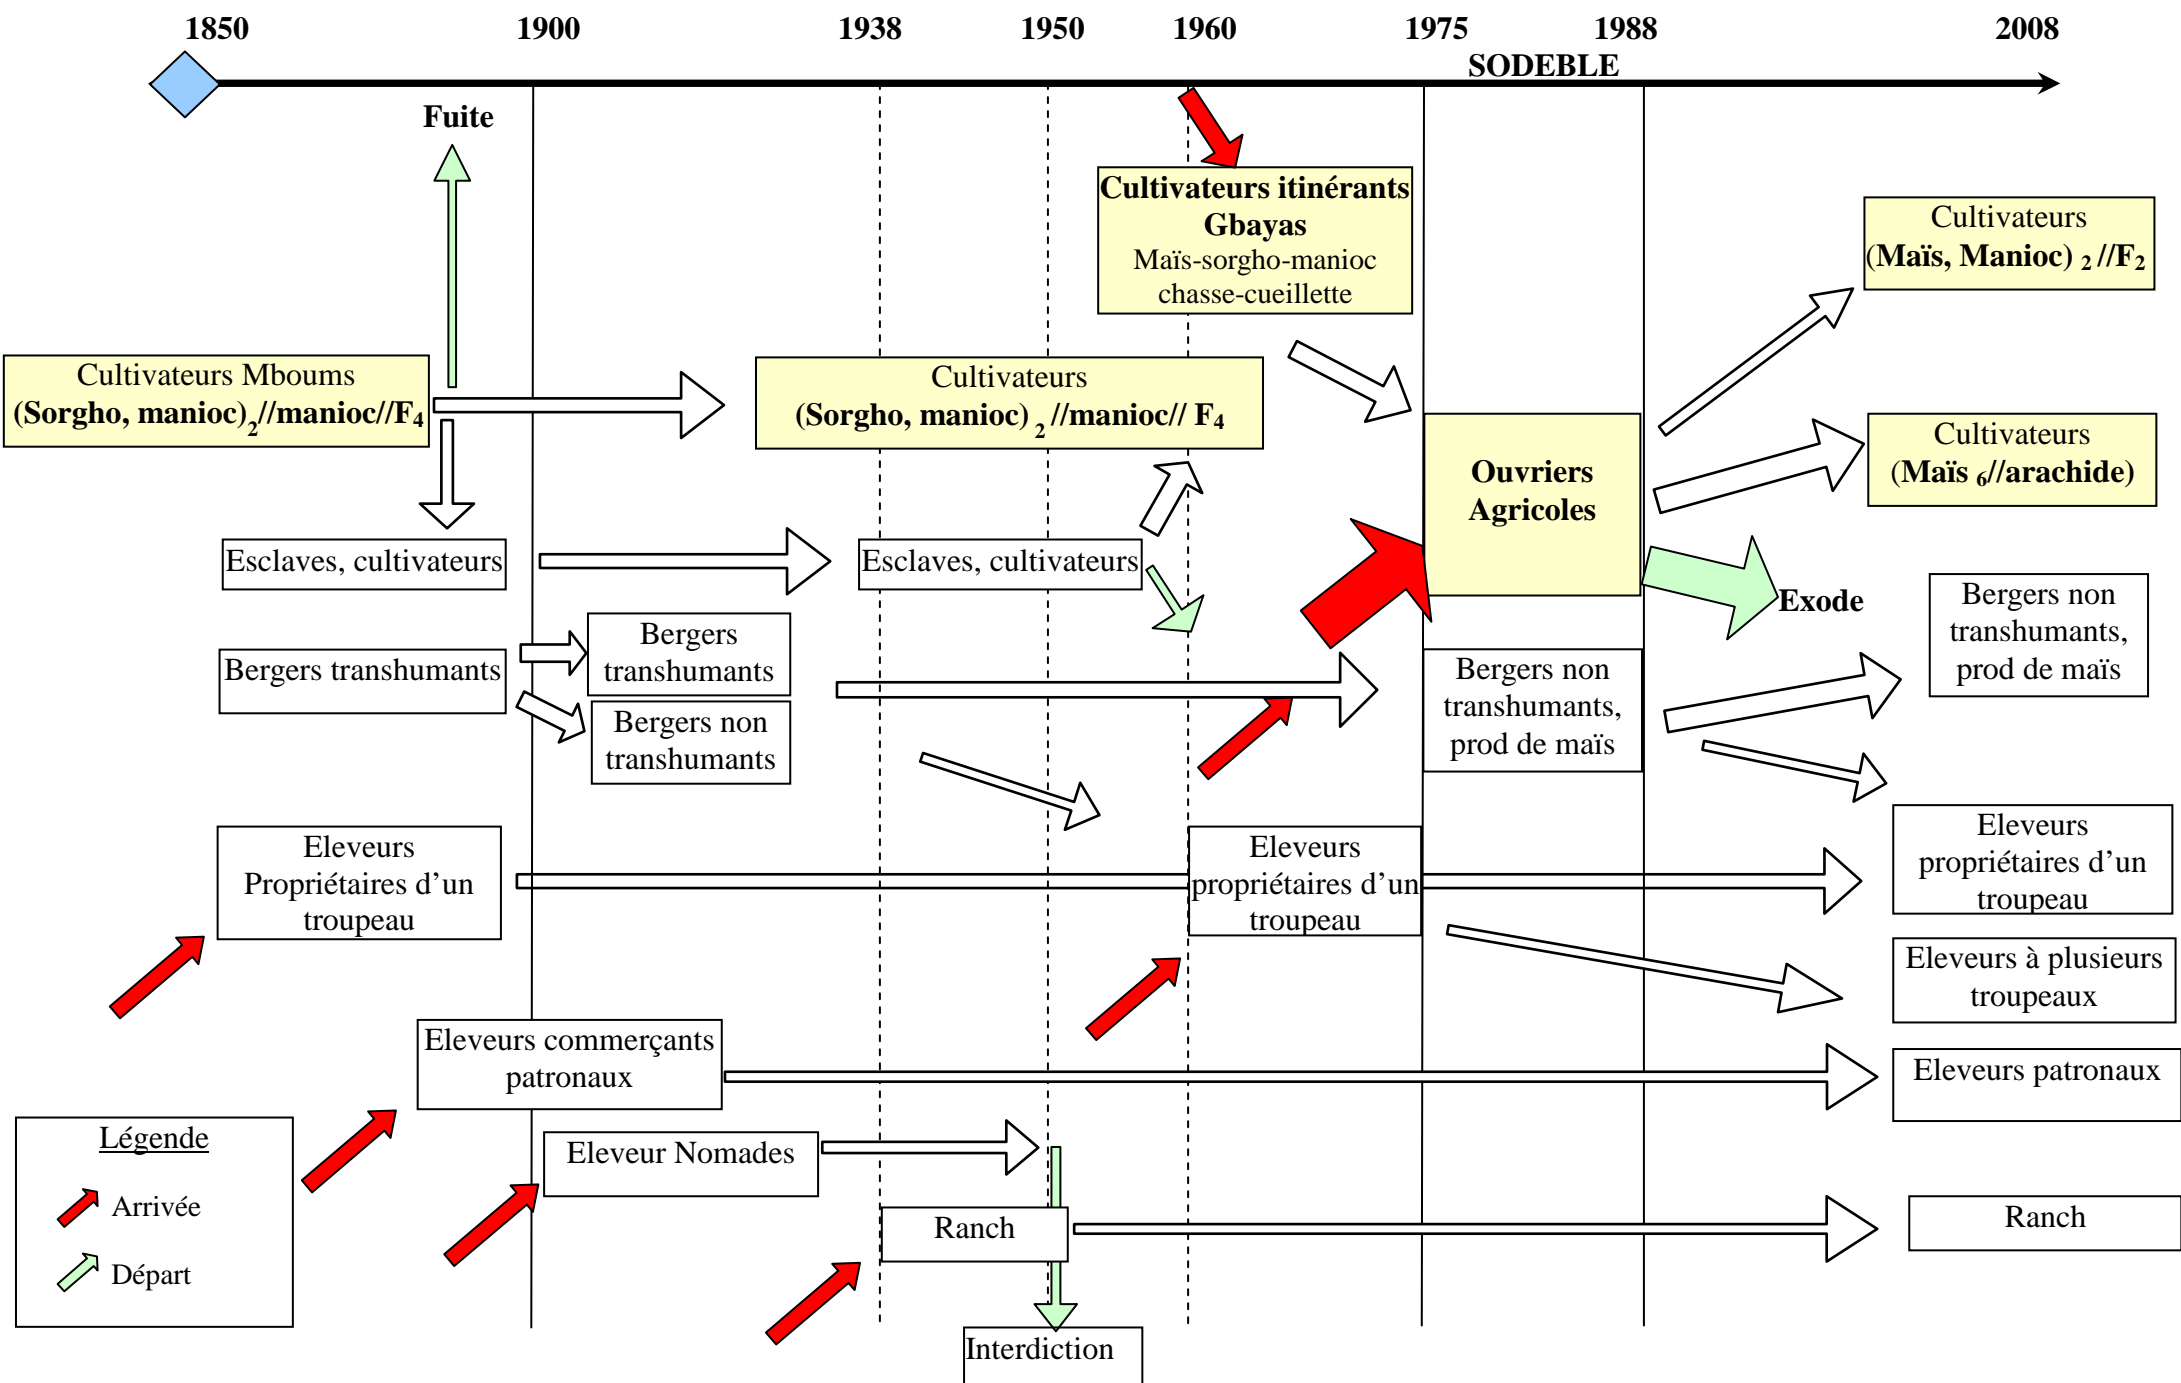 1850 1900 1938 1950 1960 1975 1988 2008
SODEBLE
Fuite
Cultivateurs itinérants
Gbayas
Maïs-sorgho-manioc
chasse-cueillette
Cultivateurs
(Maïs, Manioc) 2 //F2
Cultivateurs Mboums
(Sorgho, manioc)2//manioc//F4
Cultivateurs
(Sorgho, manioc) 2 //manioc// F4
Ouvriers
Agricoles
Cultivateurs
(Maïs 6//arachide)
Esclaves, cultivateurs
Esclaves, cultivateurs
Exode
Bergers non
transhumants,
prod de maïs
Bergers transhumants
Bergers
transhumants
Bergers non
transhumants
Bergers non
transhumants,
prod de maïs
Eleveurs
Propriétaires d’un
troupeau
Eleveurs
propriétaires d’un
troupeau
Eleveurs
propriétaires d’un
troupeau
Eleveurs à plusieurs
troupeaux
Eleveurs commerçants
patronaux
Eleveurs patronaux
Eleveur Nomades
Ranch
Ranch
Interdiction
Légende
Arrivée
Départ